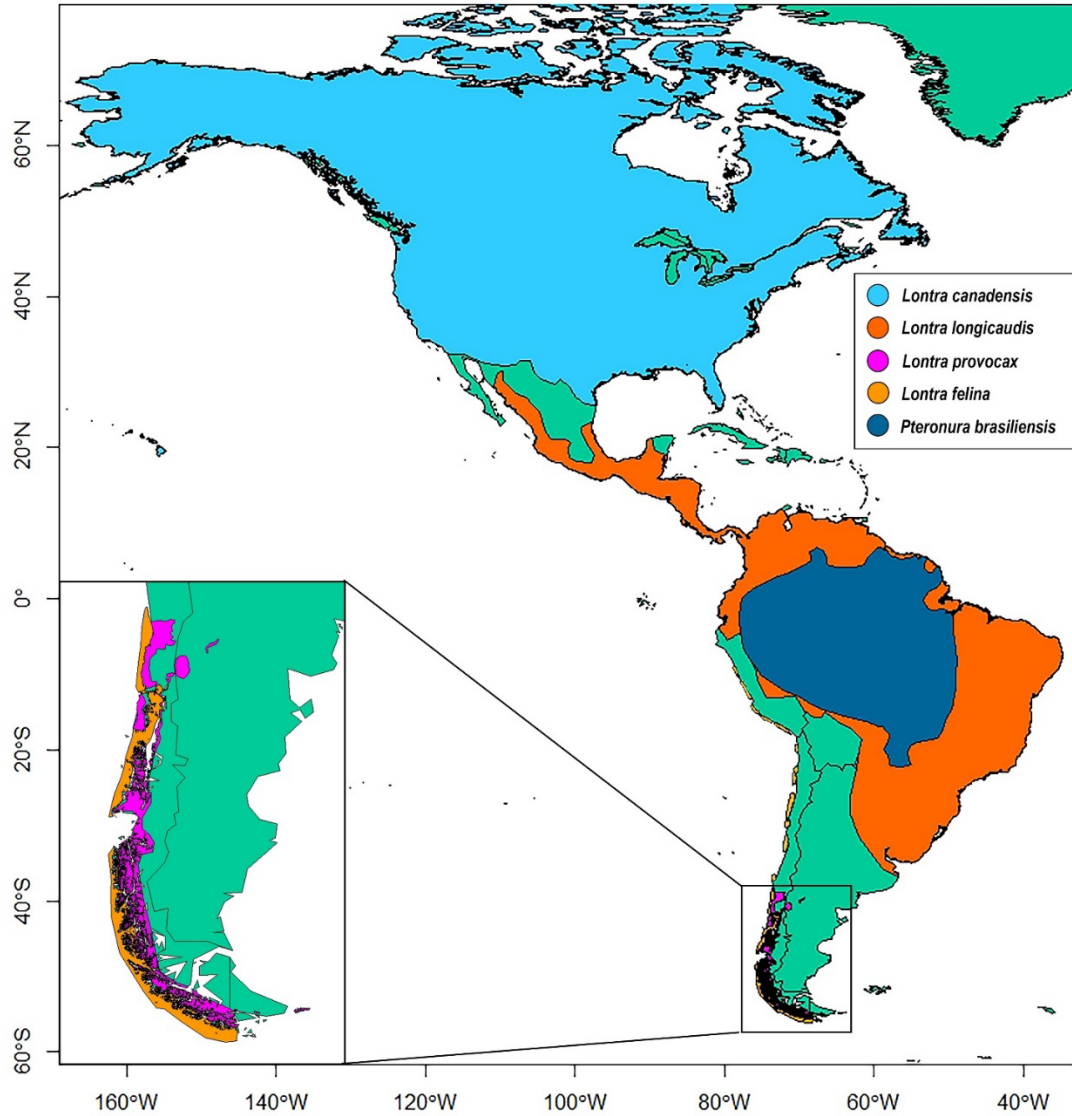 60°N
40°N
20°N
0°
20°S
40°S
60°S
Lontra canadensis
Lontra longicaudis
Lontra provocax
Lontra felina
Pteronura brasiliensis
160°W
140°W
120°W
100°W
80°W
60°W
40°W